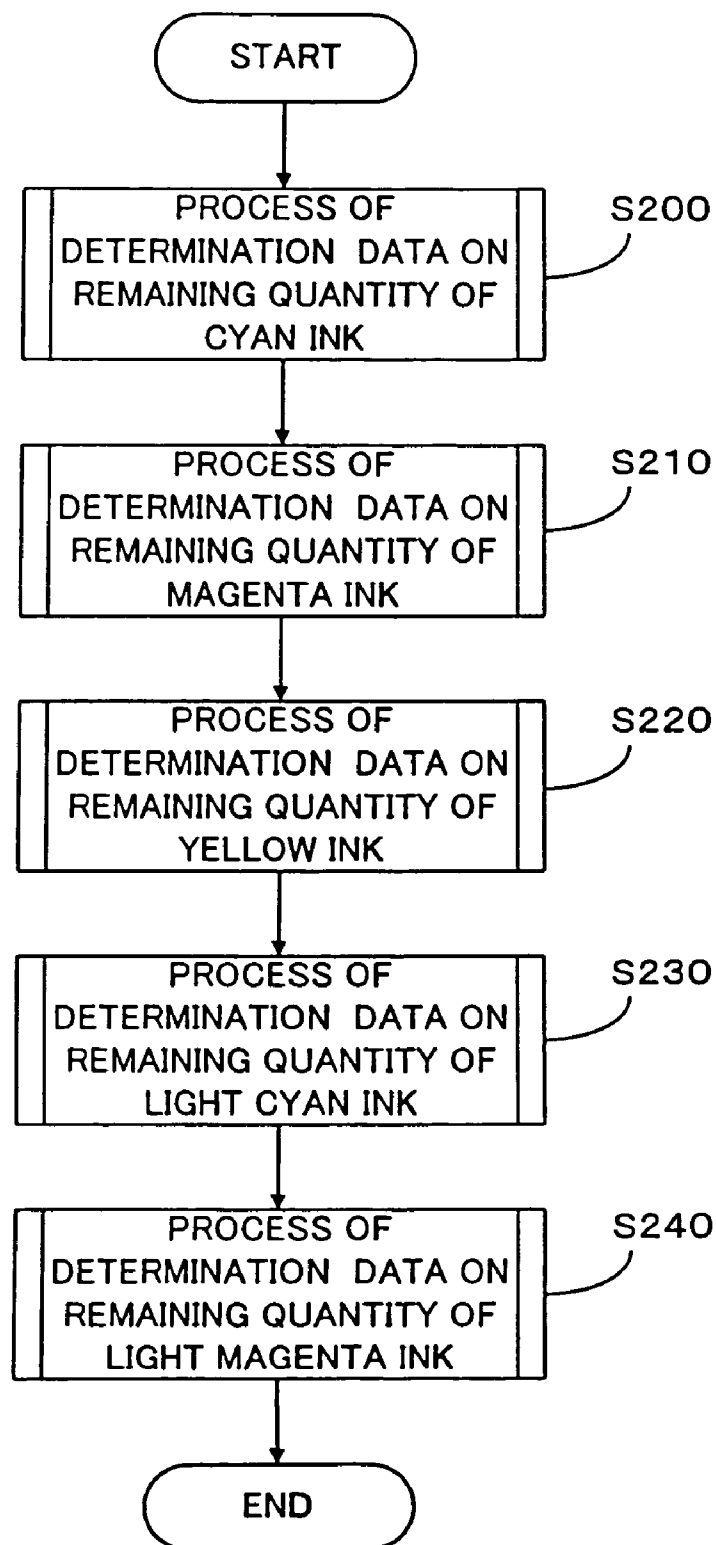 START
PROCESS OF
DETERMINATION DATA ON
REMAINING QUANTITY OF
CYAN INK
S200
PROCESS OF
DETERMINATION DATA ON
REMAINING QUANTITY OF
MAGENTA INK
S210
PROCESS OF
DETERMINATION DATA ON
REMAINING QUANTITY OF
YELLOW INK
S220
PROCESS OF
DETERMINATION DATA ON
REMAINING QUANTITY OF
LIGHT CYAN INK
S230
PROCESS OF
DETERMINATION DATA ON
REMAINING QUANTITY OF
LIGHT MAGENTA INK
S240
END